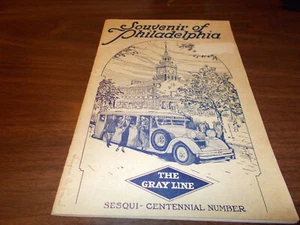 Souvenir of
Philadelphia
THE
GRAY LINE
SESQUI-CENTENNIAL NUMBER